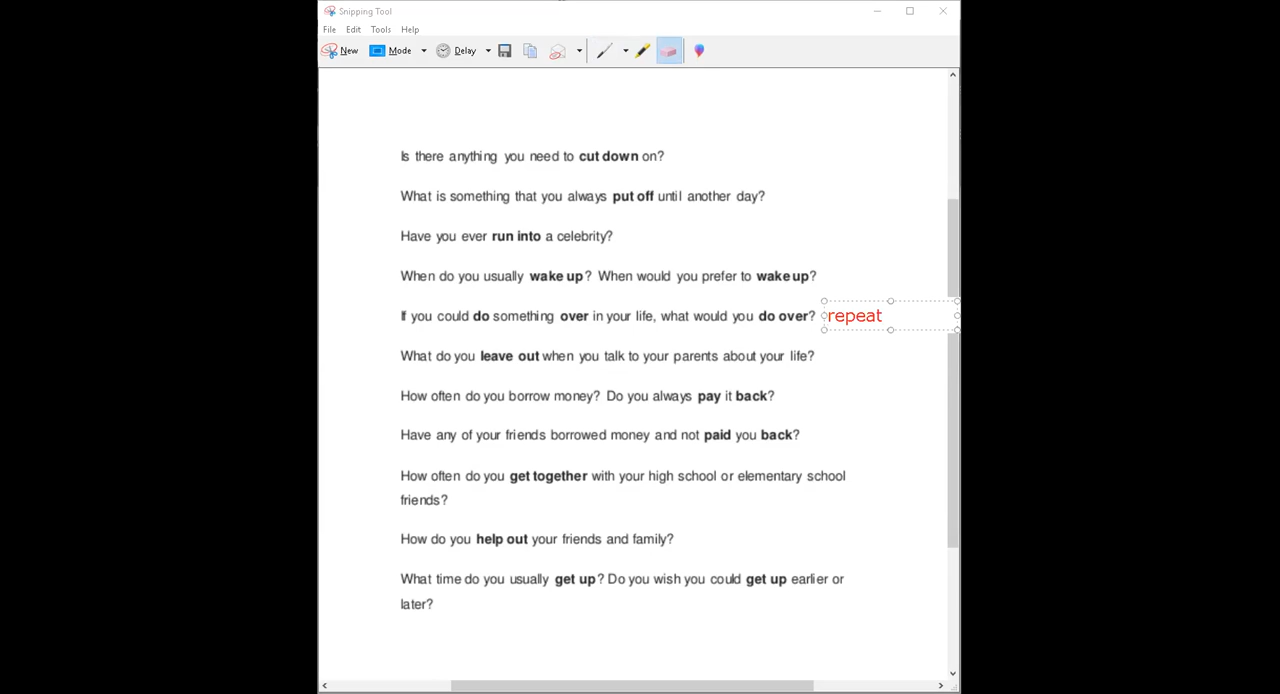 Snipping Tool
File Edit Tools Help
New Mode Delay
Is there anything you need to cut down on?
What is something that you always put off until another day?
Have you ever run into a celebrity?
When do you usually wake up? When would you prefer to wake up?
If you could do something over in your life, what would you do over? repeat
What do you leave out when you talk to your parents about your life?
How often do you borrow money? Do you always pay it back?
Have any of your friends borrowed money and not paid you back?
How often do you get together with your high school or elementary school
friends?
How do you help out your friends and family?
What time do you usually get up? Do you wish you could get up earlier or
later?